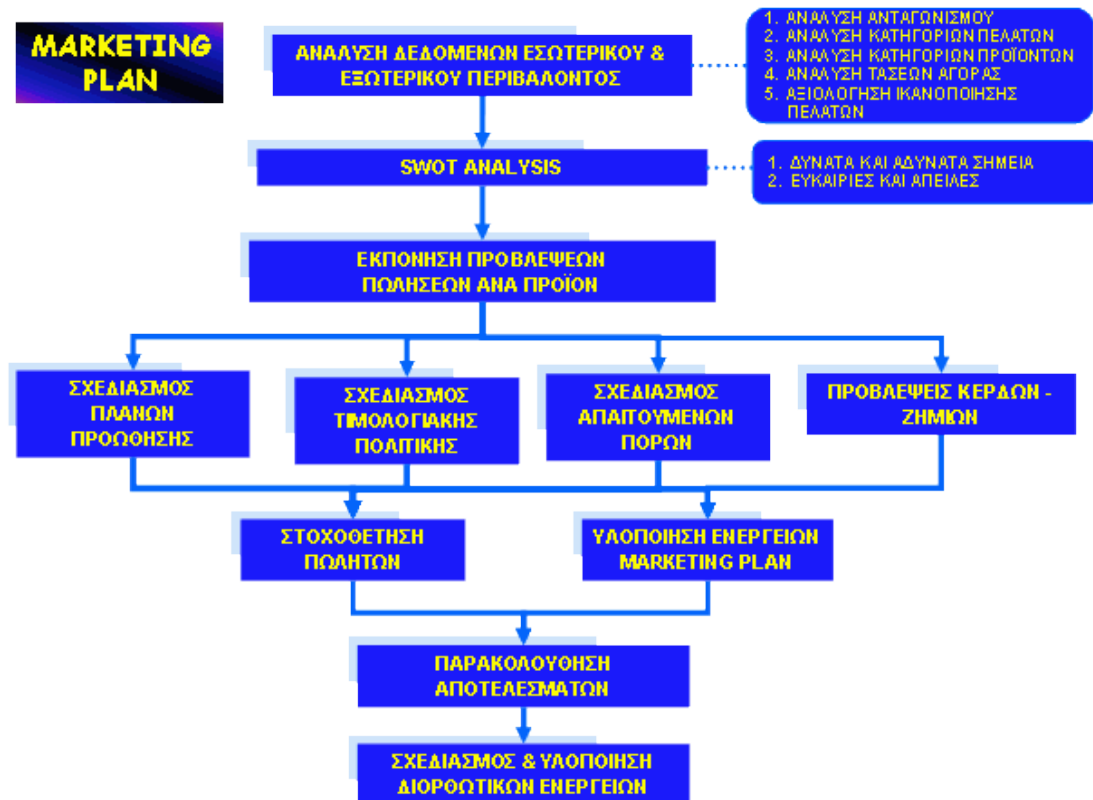 MARKETING
PLAN
ΑΝΑΛΥΣΗ ΔΕΔΟΜΕΝΩΝ ΕΣΩΤΕΡΙΚΟΥ &
ΕΞΩΤΕΡΙΚΟΥ ΠΕΡΙΒΑΛΟΝΤΟΣ
1. ΑΝΑΛΥΣΗ ΑΝΤΑΓΩΝΙΣΜΟΥ
2. ΑΝΑΛΥΣΗ ΚΑΤΗΓΟΡΙΩΝ ΠΕΛΑΤΩΝ
3. ΑΝΑΛΥΣΗ ΚΑΤΗΓΟΡΙΩΝ ΠΡΟΪΟΝΤΩΝ
4. ΑΝΑΛΥΣΗ ΤΑΣΕΩΝ ΑΓΟΡΑΣ
5. ΑΞΙΟΛΟΓΗΣΗ ΙΚΑΝΟΠΟΙΗΣΗΣ
ΠΕΛΑΤΩΝ
SWOT ANALYSIS
1. ΔΥΝΑΤΑ ΚΑΙ ΑΔΥΝΑΤΑ ΣΗΜΕΙΑ
2. ΕΥΚΑΙΡΙΕΣ ΚΑΙ ΑΠΕΙΛΕΣ
ΕΚΠΟΝΗΣΗ ΠΡΟΒΛΕΨΕΩΝ
ΠΩΛΗΣΕΩΝ ΑΝΑ ΠΡΟΪΟΝ
ΣΧΕΔΙΑΣΜΟΣ
ΠΛΑΝΩΝ
ΠΡΟΩΘΗΣΗΣ
ΣΧΕΔΙΑΣΜΟΣ
ΤΙΜΟΛΟΓΙΑΚΗΣ
ΠΟΛΙΤΙΚΗΣ
ΣΧΕΔΙΑΣΜΟΣ
ΑΠΑΙΤΟΥΜΕΝΩΝ
ΠΟΡΩΝ
ΠΡΟΒΛΕΨΕΙΣ ΚΕΡΔΩΝ -
ΖΗΜΙΩΝ
ΣΤΟΧΟΘΕΤΗΣΗ
ΠΩΛΗΤΩΝ
ΥΛΟΠΟΙΗΣΗ ΕΝΕΡΓΕΙΩΝ
MARKETING PLAN
ΠΑΡΑΚΟΛΟΥΘΗΣΗ
ΑΠΟΤΕΛΕΣΜΑΤΩΝ
ΣΧΕΔΙΑΣΜΟΣ & ΥΛΟΠΟΙΗΣΗ
ΔΙΟΡΘΩΤΙΚΩΝ ΕΝΕΡΓΕΙΩΝ